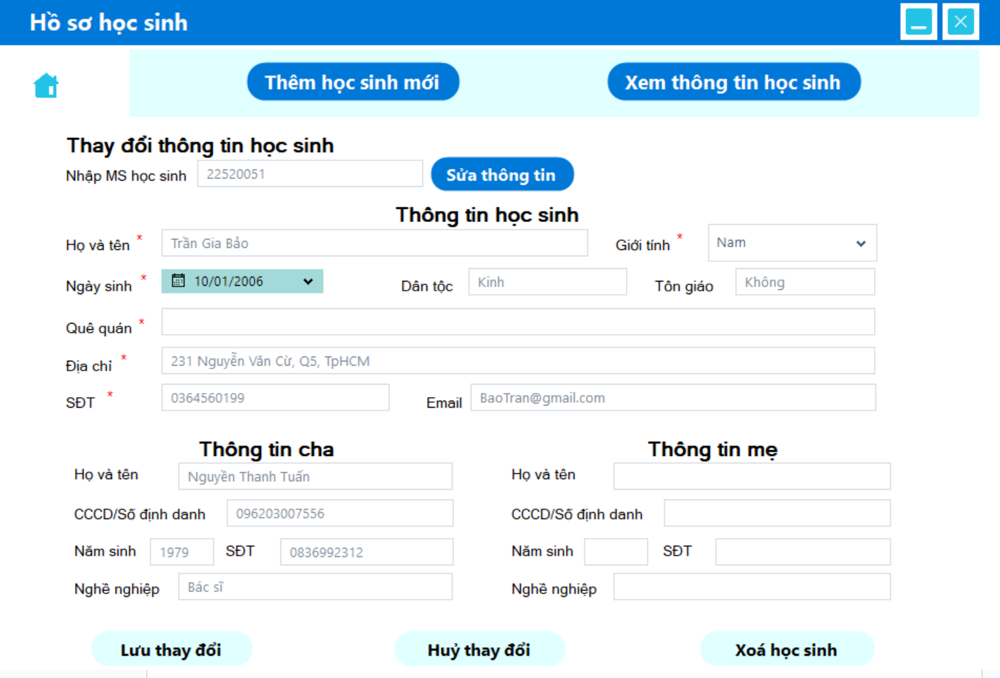 Hồ sơ học sinh
Thêm học sinh mới
Xem thông tin học sinh
Thay đổi thông tin học sinh
Nhập MS học sinh 22520051 Sửa thông tin
Thông tin học sinh
Họ và tên * Trần Gia Bảo Giới tính * Nam
Ngày sinh * 10/01/2006 Dân tộc Kinh Tôn giáo Không
Quê quán *
Địa chỉ * 231 Nguyễn Văn Cừ, Q5, TpHCM
SĐT * 0364560199 Email BaoTran@gmail.com
Thông tin cha
Họ và tên Nguyền Thanh Tuấn
CCCD/Số định danh 096203007556
Năm sinh 1979 SĐT 0836992312
Nghề nghiệp Bác sĩ
Thông tin mẹ
Họ và tên
CCCD/Số định danh
Năm sinh SĐT
Nghề nghiệp
Lưu thay đổi
Huỷ thay đổi
Xoá học sinh